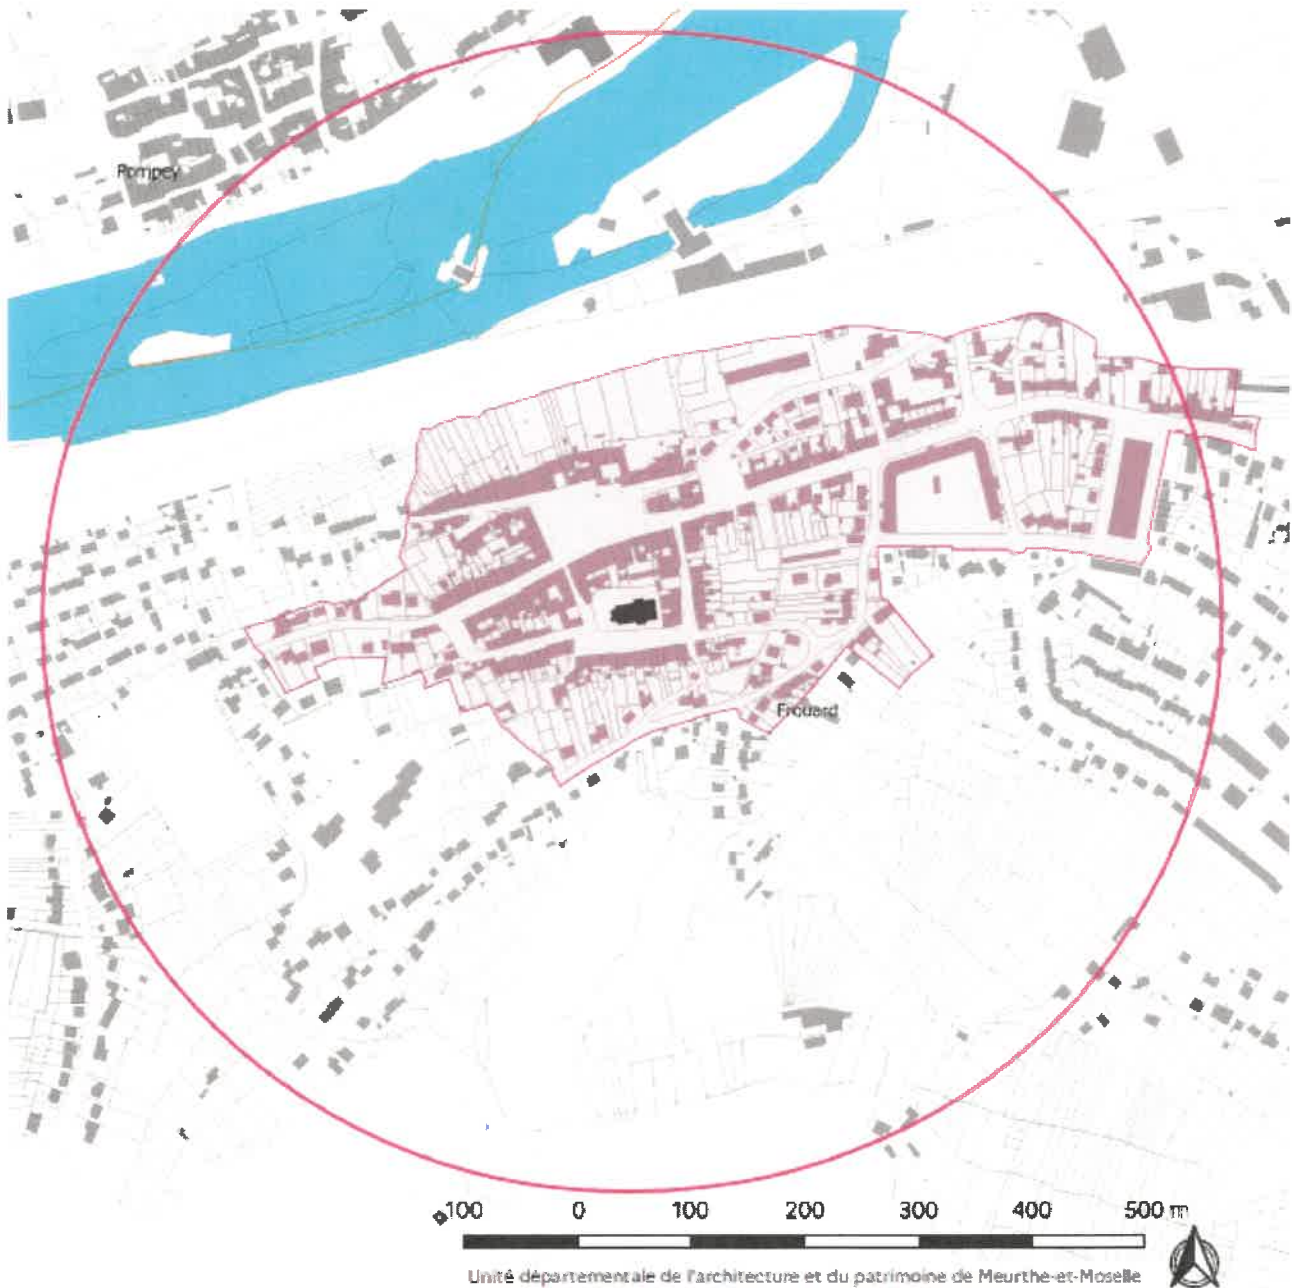 Pompey
Frouard
100 0 100 200 300 400 500 m
Unité départementale de l'architecture et du patrimoine de Meurthe-et-Moselle